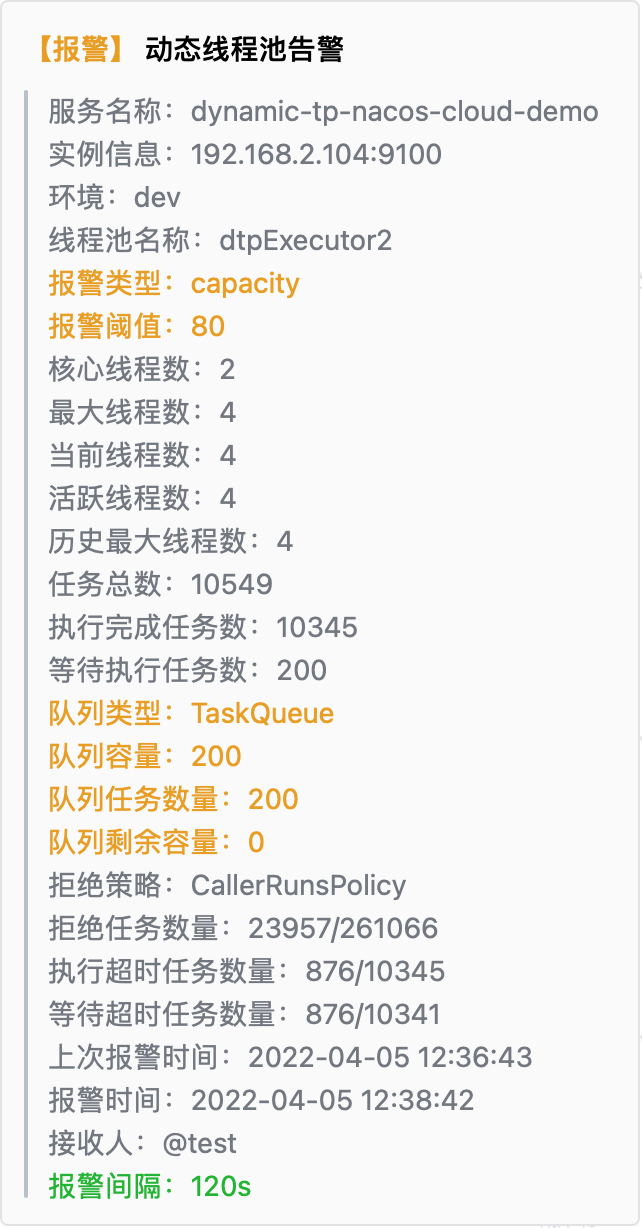 【报警】 动态线程池告警
服务名称：dynamic-tp-nacos-cloud-demo
实例信息：192.168.2.104:9100
环境：dev
线程池名称：dtpExecutor2
报警类型：capacity
报警阈值：80
核心线程数：2
最大线程数：4
当前线程数：4
活跃线程数：4
历史最大线程数：4
任务总数：10549
执行完成任务数：10345
等待执行任务数：200
队列类型：TaskQueue
队列容量：200
队列任务数量：200
队列剩余容量：0
拒绝策略：CallerRunsPolicy
拒绝任务数量：23957/261066
执行超时任务数量：876/10345
等待超时任务数量：876/10341
上次报警时间：2022-04-05 12:36:43
报警时间：2022-04-05 12:38:42
接收人：@test
报警间隔：120s